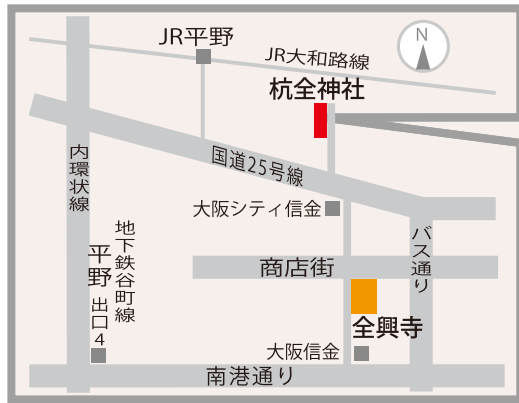 JR平野
JR大和路線
N
杭全神社
国道25号線
内環状線
大阪シティ信金
バス通り
地下鉄谷町線
平野 出口4
商店街
全興寺
大阪信金
南港通り